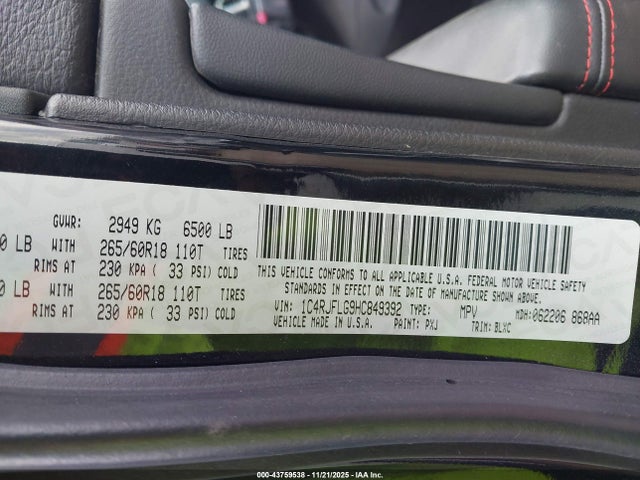 GVWR: 2949 KG 6500 LB
0 LB WITH 265/60R18 110T TIRES
RIMS AT 230 KPA ( 33 PSI) COLD
0 LB WITH 265/60R18 110T TIRES
RIMS AT 230 KPA ( 33 PSI) COLD
THIS VEHICLE CONFORMS TO ALL APPLICABLE U.S.A. FEDERAL MOTOR VEHICLE SAFETY
STANDARDS IN EFFECT ON THE DATE OF MANUFACTURE SHOWN ABOVE.
VIN: 1C4RJFLG9HC849392 TYPE: MPV MDH: 062206 868AA
VEHICLE MADE IN U.S.A. PAINT: PXJ TRIM: BLXC
000-43759538 - 11/21/2025 - IAA Inc.